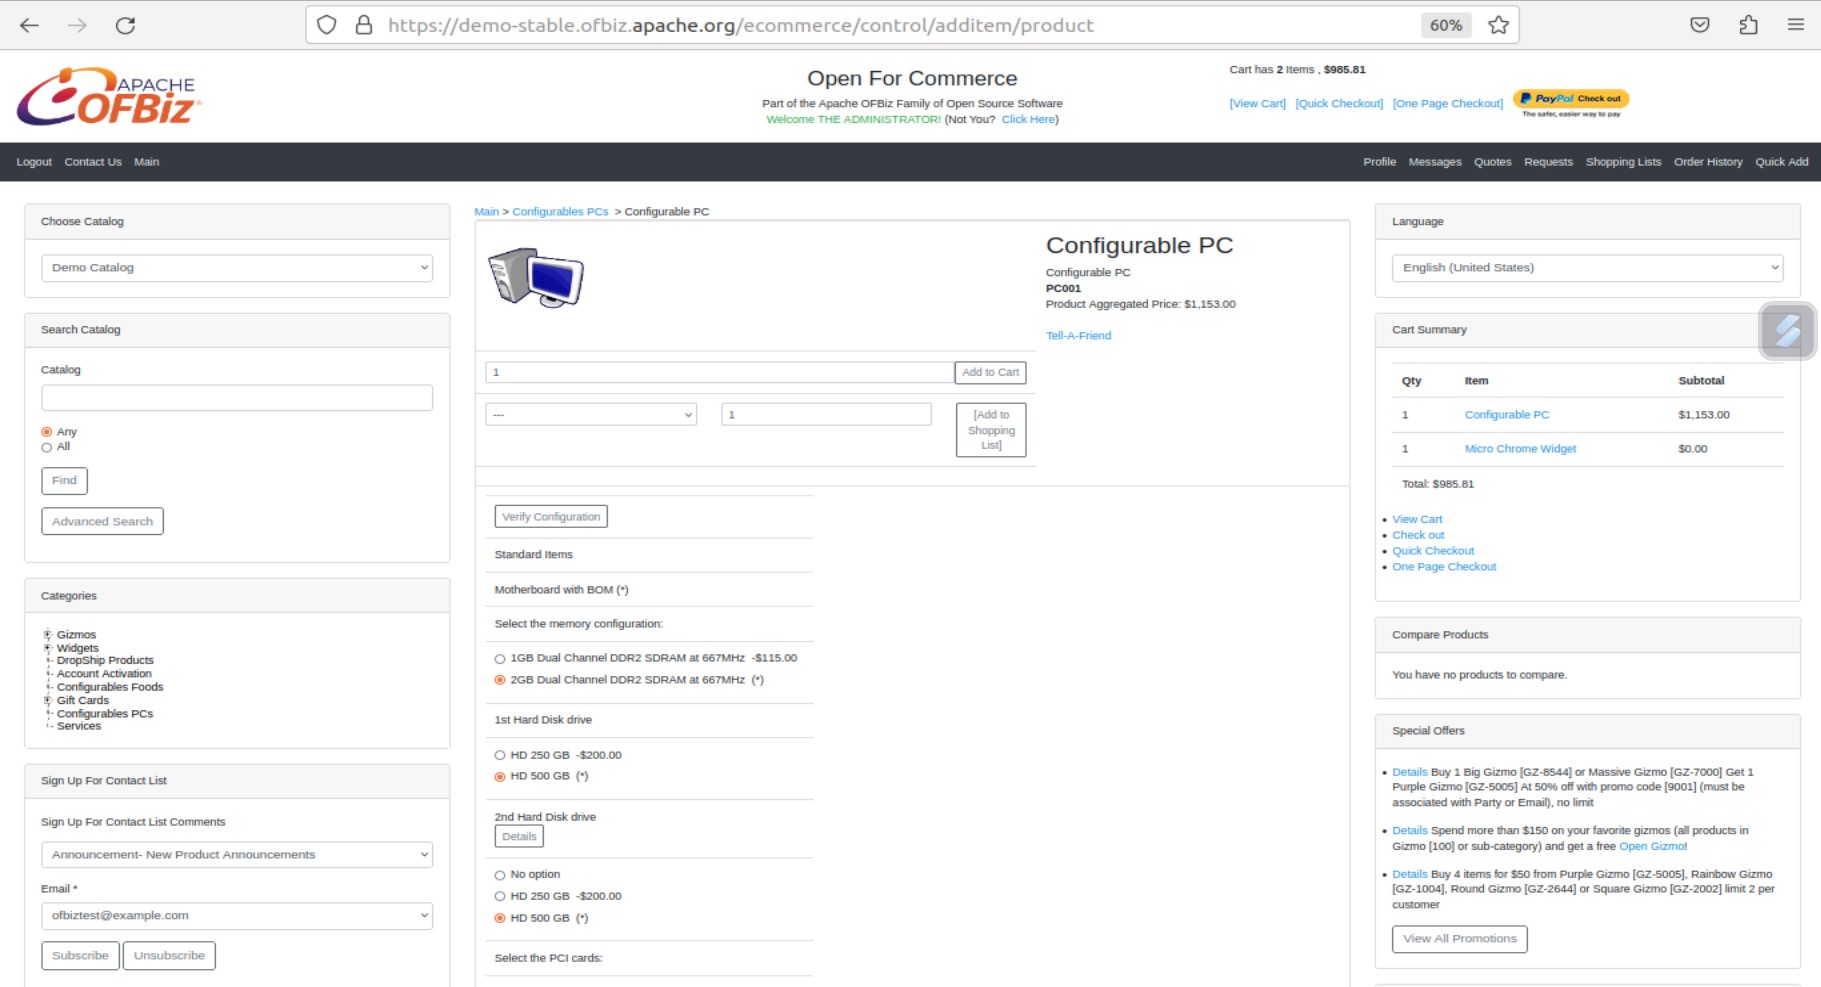 https://demo-stable.ofbiz.apache.org/ecommerce/control/additem/product
60%
APACHE
OFBiz
Open For Commerce
Part of the Apache OFBiz Family of Open Source Software
Welcome THE ADMINISTRATOR! (Not You? Click Here)
Cart has 2 Items , $985.81
[View Cart] [Quick Checkout] [One Page Checkout]
PayPal Check out
The safer, easier way to pay
Logout Contact Us Main
Profile Messages Quotes Requests Shopping Lists Order History Quick Add
Choose Catalog
Demo Catalog
Search Catalog
Catalog
Any
All
Find
Advanced Search
Categories
Gizmos
Widgets
DropShip Products
Account Activation
Configurables Foods
Gift Cards
Configurables PCs
Services
Sign Up For Contact List
Sign Up For Contact List Comments
Announcement- New Product Announcements
Email *
ofbiztest@example.com
Subscribe Unsubscribe
Main > Configurables PCs > Configurable PC
Configurable PC
Configurable PC
PC001
Product Aggregated Price: $1,153.00
Tell-A-Friend
1 Add to Cart
--- 1 [Add to
Shopping
List]
Verify Configuration
Standard Items
Motherboard with BOM (*)
Select the memory configuration:
1GB Dual Channel DDR2 SDRAM at 667MHz -$115.00
2GB Dual Channel DDR2 SDRAM at 667MHz (*)
1st Hard Disk drive
HD 250 GB -$200.00
HD 500 GB (*)
2nd Hard Disk drive
Details
No option
HD 250 GB -$200.00
HD 500 GB (*)
Select the PCI cards:
Language
English (United States)
Cart Summary
Qty Item Subtotal
1 Configurable PC $1,153.00
1 Micro Chrome Widget $0.00
Total: $985.81
View Cart
Check out
Quick Checkout
One Page Checkout
Compare Products
You have no products to compare.
Special Offers
Details Buy 1 Big Gizmo [GZ-8544] or Massive Gizmo [GZ-7000] Get 1
Purple Gizmo [GZ-5005] At 50% off with promo code [9001] (must be
associated with Party or Email), no limit
Details Spend more than $150 on your favorite gizmos (all products in
Gizmo [100] or sub-category) and get a free Open Gizmo!
Details Buy 4 items for $50 from Purple Gizmo [GZ-5005], Rainbow Gizmo
[GZ-1004], Round Gizmo [GZ-2644] or Square Gizmo [GZ-2002] limit 2 per
customer
View All Promotions